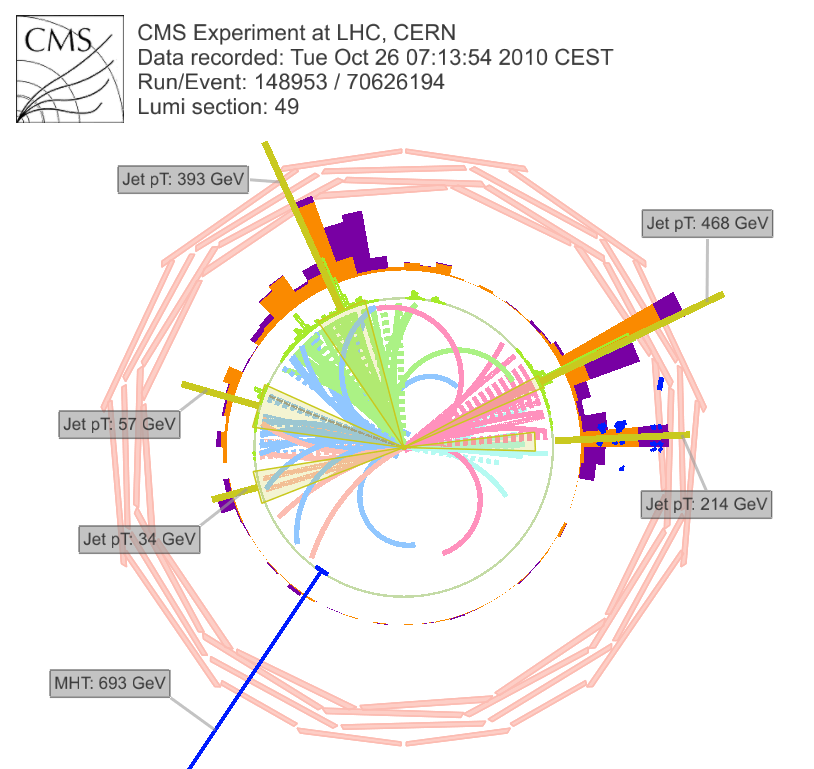 CMS
CMS Experiment at LHC, CERN
Data recorded: Tue Oct 26 07:13:54 2010 CEST
Run/Event: 148953 / 70626194
Lumi section: 49
Jet pT: 393 GeV
Jet pT: 468 GeV
Jet pT: 57 GeV
Jet pT: 214 GeV
Jet pT: 34 GeV
MHT: 693 GeV